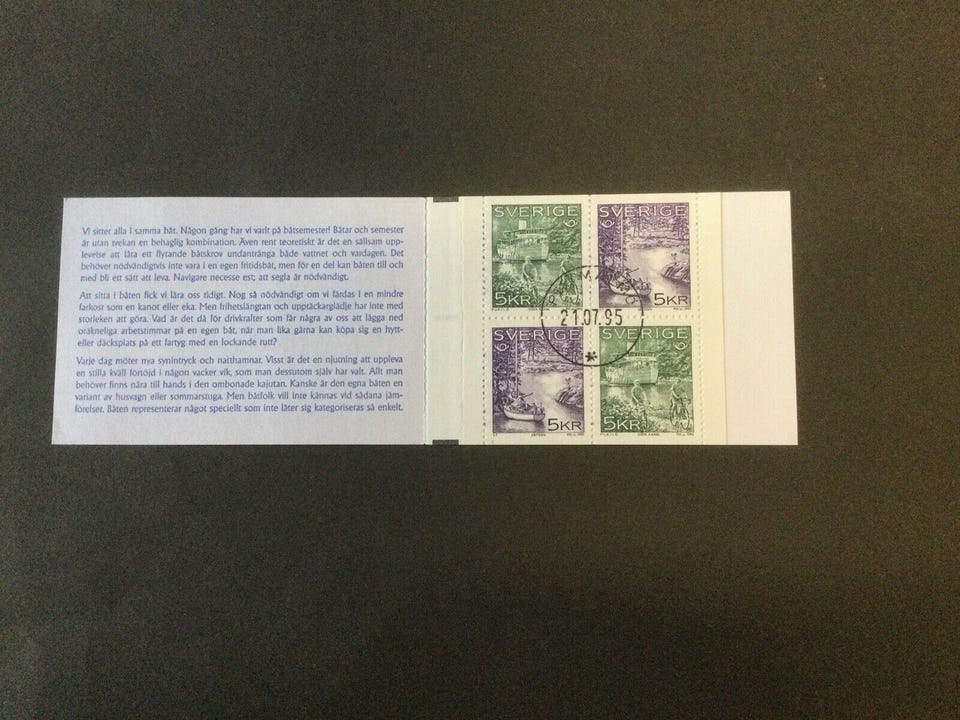 Vi sitter alla i samma båt. Någon gång har vi varit på båtsemester! Båtar och semester
är utan tvekan en behaglig kombination. Även rent teoretiskt är det en sällsam upp-
levelse att låta ett flytande båtskrov undantränga både vattnet och vardagen. Det
behöver nödvändigtvis inte vara i en egen fritidsbåt, men för en del kan båten till och
med bli ett sätt att leva. Navigare necesse est; att segla är nödvändigt.
Att sitta i båten fick vi lära oss tidigt. Nog så nödvändigt om vi färdas i en mindre
farkost som en kanot eller eka. Men frihetslängtan och upptäckarglädje har inte med
storleken att göra. Vad är det då för drivkrafter som får några av oss att lägga ned
oräkneliga arbetstimmar på en egen båt, när man lika gärna kan köpa sig en hytt-
eller däcksplats på ett fartyg med en lockande rutt?
Varje dag möter nya synintryck och naithamnar. Visst är det en njutning att uppleva
en stilla kväll förtöjd i någon vacker vik, som man dessutom själv har valt. Allt man
behöver finns nära till hands i den ombonade kajutan. Kanske är den egna båten en
variant av husvagn eller sommarstuga. Men båtfolk vill inte kännas vid sådana jäm-
förelser. Båten representerar något speciellt som inte låter sig kategoriseras så enkelt.
SVERIGE
5KR
SVERIGE
5KR
21.07.95
SVERIGE
5KR
SVERIGE
5KR